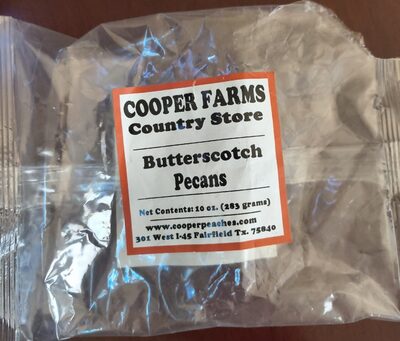 COOPER FARMS
Country Store
Butterscotch
Pecans
Net Contents: 10 oz. (283 grams)
www.cooperpeaches.com
301 West I-45 Fairfield Tx. 75840